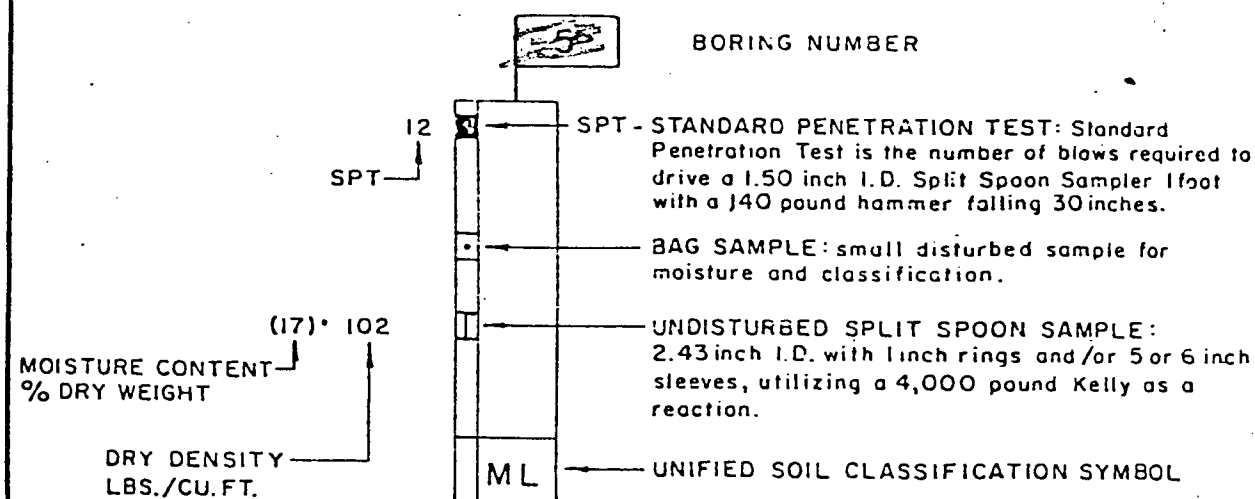 BORING NUMBER
12
SPT - STANDARD PENETRATION TEST: Standard
Penetration Test is the number of blows required to
drive a 1.50 inch I.D. Split Spoon Sampler 1 foot
with a 140 pound hammer falling 30 inches.
SPT
BAG SAMPLE: small disturbed sample for
moisture and classification.
(17)· 102
UNDISTURBED SPLIT SPOON SAMPLE:
2.43 inch I.D. with 1 inch rings and/or 5 or 6 inch
sleeves, utilizing a 4,000 pound Kelly as a
reaction.
MOISTURE CONTENT
% DRY WEIGHT
DRY DENSITY
LBS./CU.FT.
ML
UNIFIED SOIL CLASSIFICATION SYMBOL